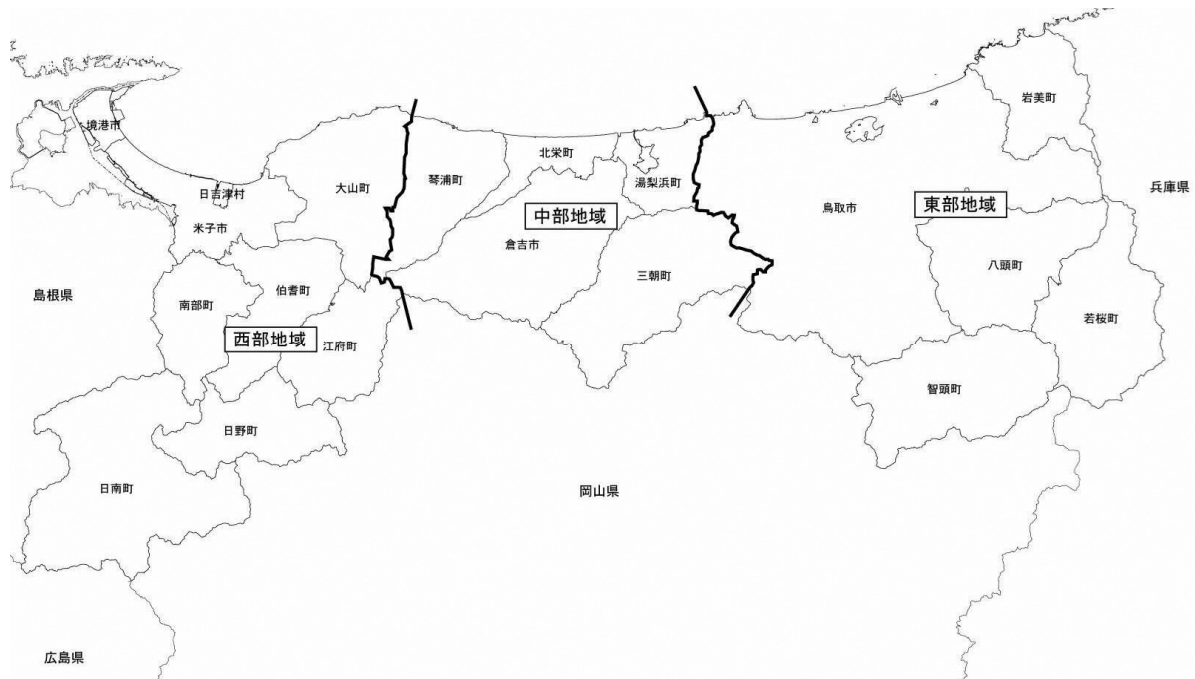 岩美町
境港市
北栄町
琴浦町
湯梨浜町
大山町
日吉津村
兵庫県
東部地域
鳥取市
中部地域
米子市
倉吉市
八頭町
三朝町
伯耆町
島根県
南部町
若桜町
西部地域
江府町
智頭町
日野町
日南町
岡山県
広島県